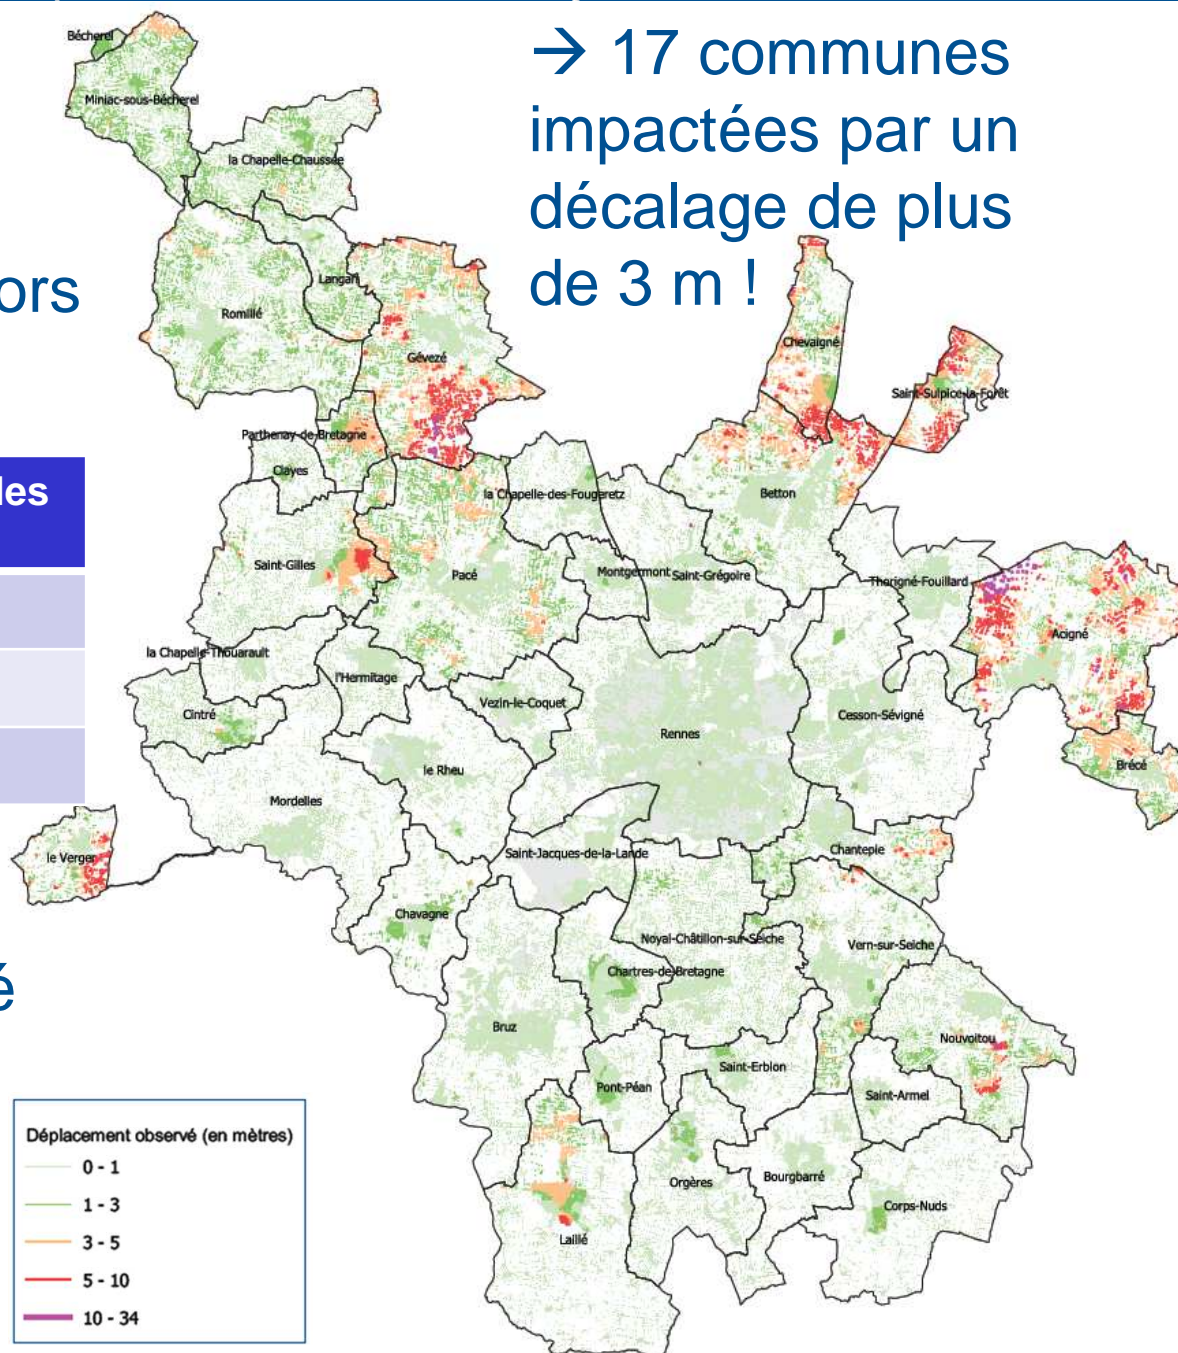 → 17 communes
impactées par un
décalage de plus
de 3 m !
ors
les
é
Bécherel
Miniac-sous-Bécherel
la Chapelle-Chaussée
Langan
Romillé
Gévezé
Chevaigné
Saint-Sulpice-la-Forêt
Parthenay-de-Bretagne
Clayes
la Chapelle-des-Fougeretz
Betton
Saint-Gilles
Pacé
Montgermont
Saint-Grégoire
Thorigné-Fouillard
Acigné
la Chapelle-Thouarault
l'Hermitage
Vezin-le-Coquet
Cintré
Rennes
Cesson-Sévigné
Brécé
le Rheu
Mordelles
le Verger
Saint-Jacques-de-la-Lande
Chantepie
Chavagne
Noyal-Châtillon-sur-Seiche
Vern-sur-Seiche
Chartres-de-Bretagne
Bruz
Nouvoitou
Saint-Erblon
Pont-Péan
Saint-Armel
Orgères
Bourgbarré
Corps-Nuds
Laillé
Déplacement observé (en mètres)
0 - 1
1 - 3
3 - 5
5 - 10
10 - 34